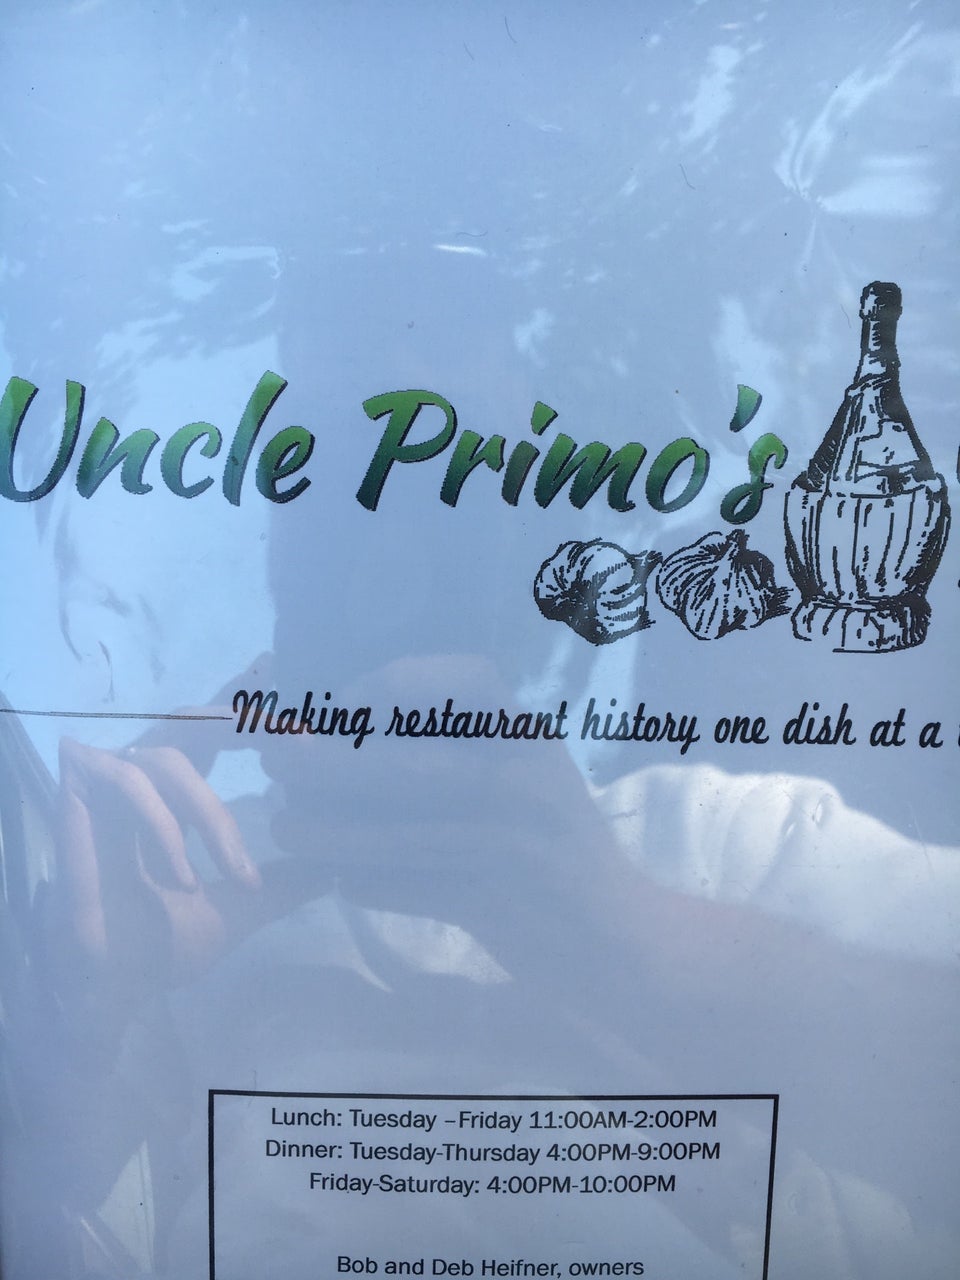 Uncle Primo's
Making restaurant history one dish at a
Lunch: Tuesday –Friday 11:00AM-2:00PM
Dinner: Tuesday-Thursday 4:00PM-9:00PM
Friday-Saturday: 4:00PM-10:00PM
Bob and Deb Heifner, owners